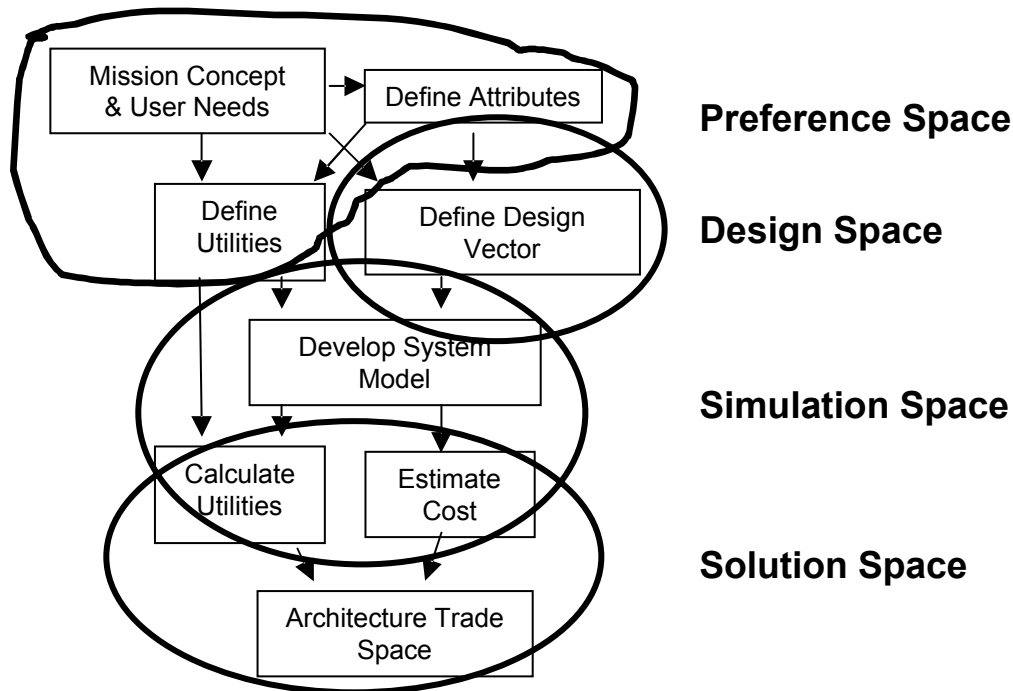 Mission Concept
& User Needs
Define Attributes
Preference Space
Define
Utilities
Define Design
Vector
Design Space
Develop System
Model
Simulation Space
Calculate
Utilities
Estimate
Cost
Solution Space
Architecture Trade
Space